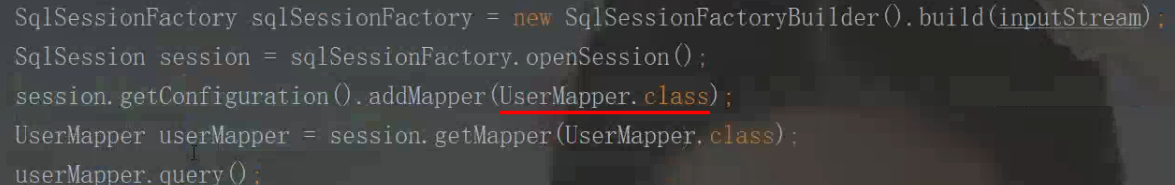 SqlSessionFactory sqlSessionFactory = new SqlSessionFactoryBuilder().build(inputStream);
SqlSession session = sqlSessionFactory.openSession();
session.getConfiguration().addMapper(UserMapper.class);
UserMapper userMapper = session.getMapper(UserMapper.class);
userMapper.query();